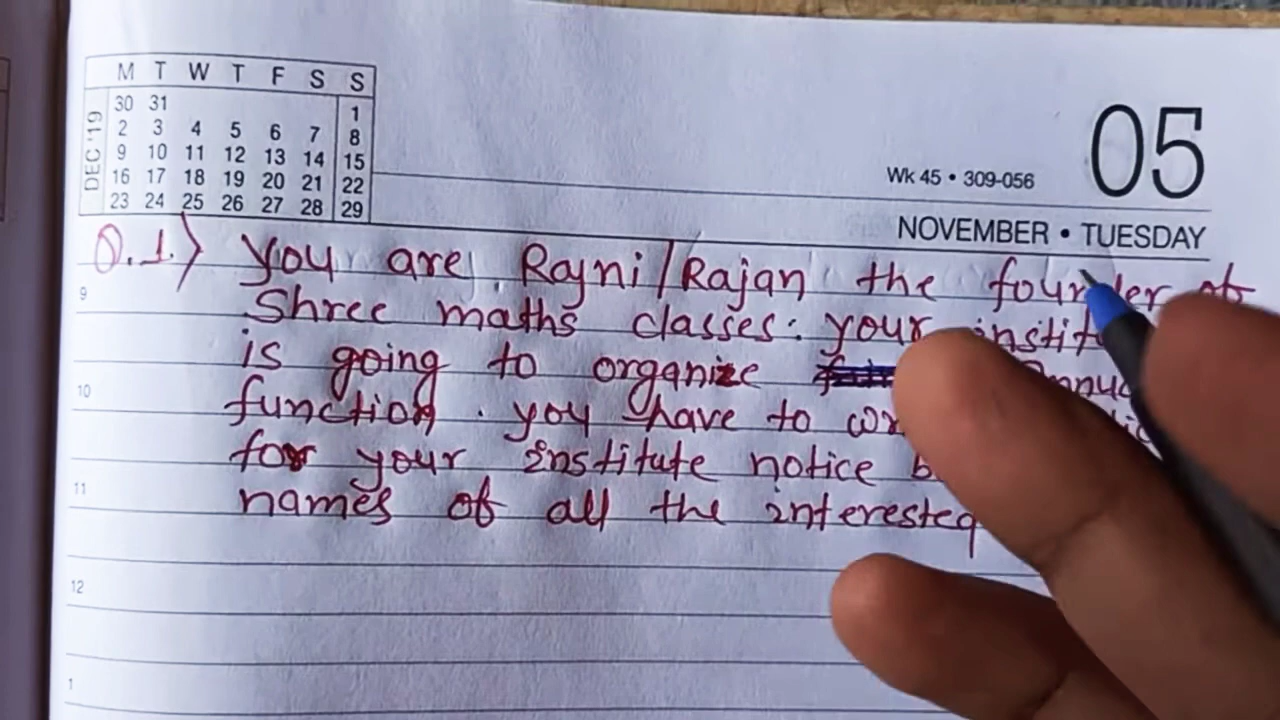 M T W T F S S
30 31 1
2 3 4 5 6 7 8
9 10 11 12 13 14 15
16 17 18 19 20 21 22
23 24 25 26 27 28 29
DEC '19
05
Wk 45 • 309-056
NOVEMBER • TUESDAY
Q.1.) you are Rajni/Rajan the founder of
9
Shree maths classes. your
is going to organize
10
function. you have to
for your institute notice
11
names of all the interested
12
1